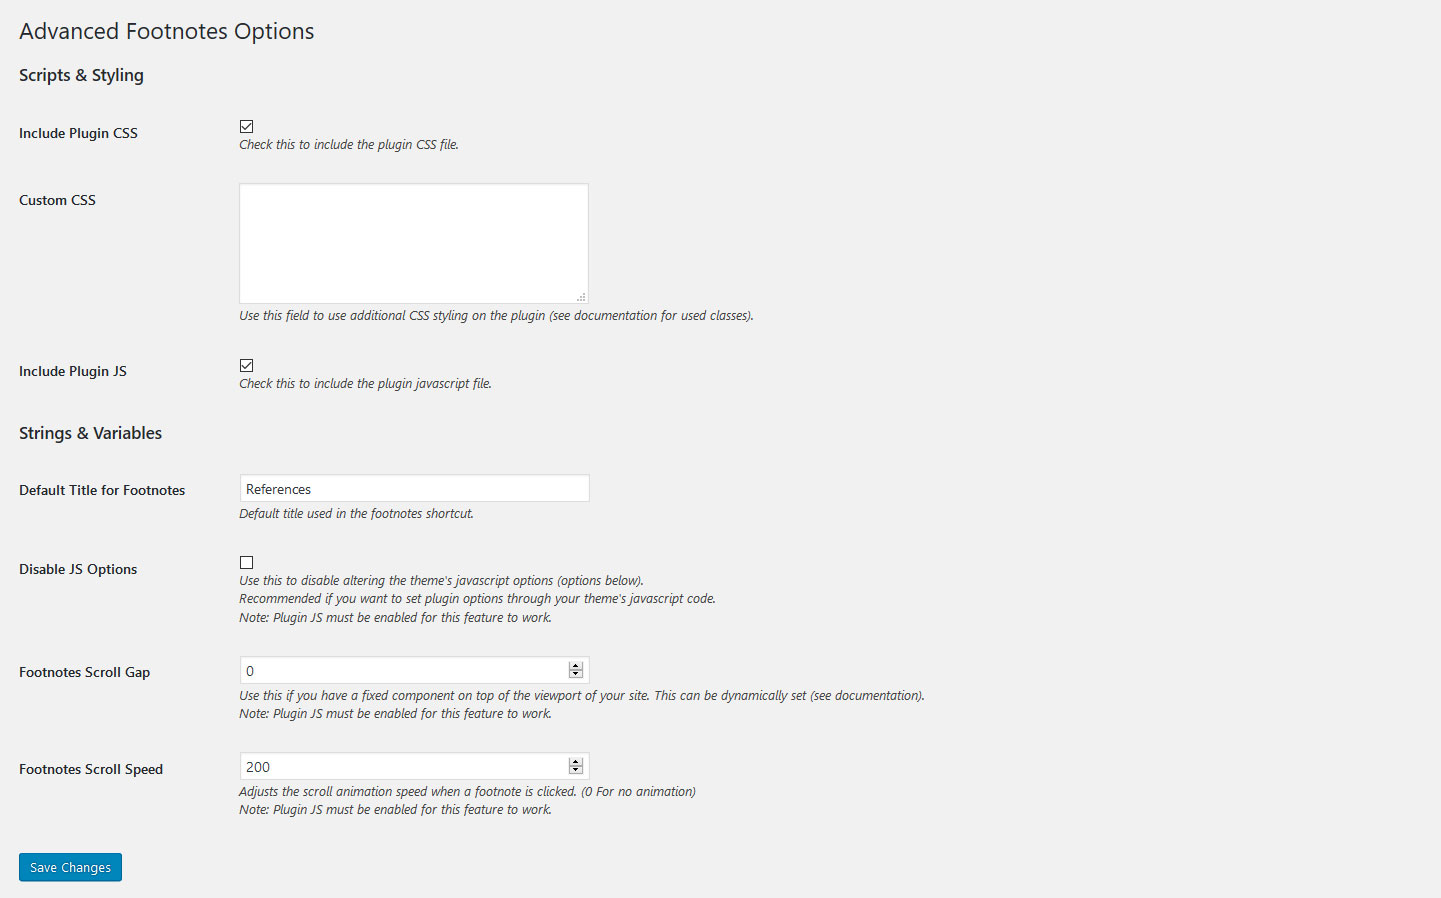 Advanced Footnotes Options
Scripts & Styling
Include Plugin CSS
Check this to include the plugin CSS file.
Custom CSS
Use this field to use additional CSS styling on the plugin (see documentation for used classes).
Include Plugin JS
Check this to include the plugin javascript file.
Strings & Variables
Default Title for Footnotes
References
Default title used in the footnotes shortcut.
Disable JS Options
Use this to disable altering the theme's javascript options (options below).
Recommended if you want to set plugin options through your theme's javascript code.
Note: Plugin JS must be enabled for this feature to work.
Footnotes Scroll Gap
0
Use this if you have a fixed component on top of the viewport of your site. This can be dynamically set (see documentation).
Note: Plugin JS must be enabled for this feature to work.
Footnotes Scroll Speed
200
Adjusts the scroll animation speed when a footnote is clicked. (0 For no animation)
Note: Plugin JS must be enabled for this feature to work.
Save Changes